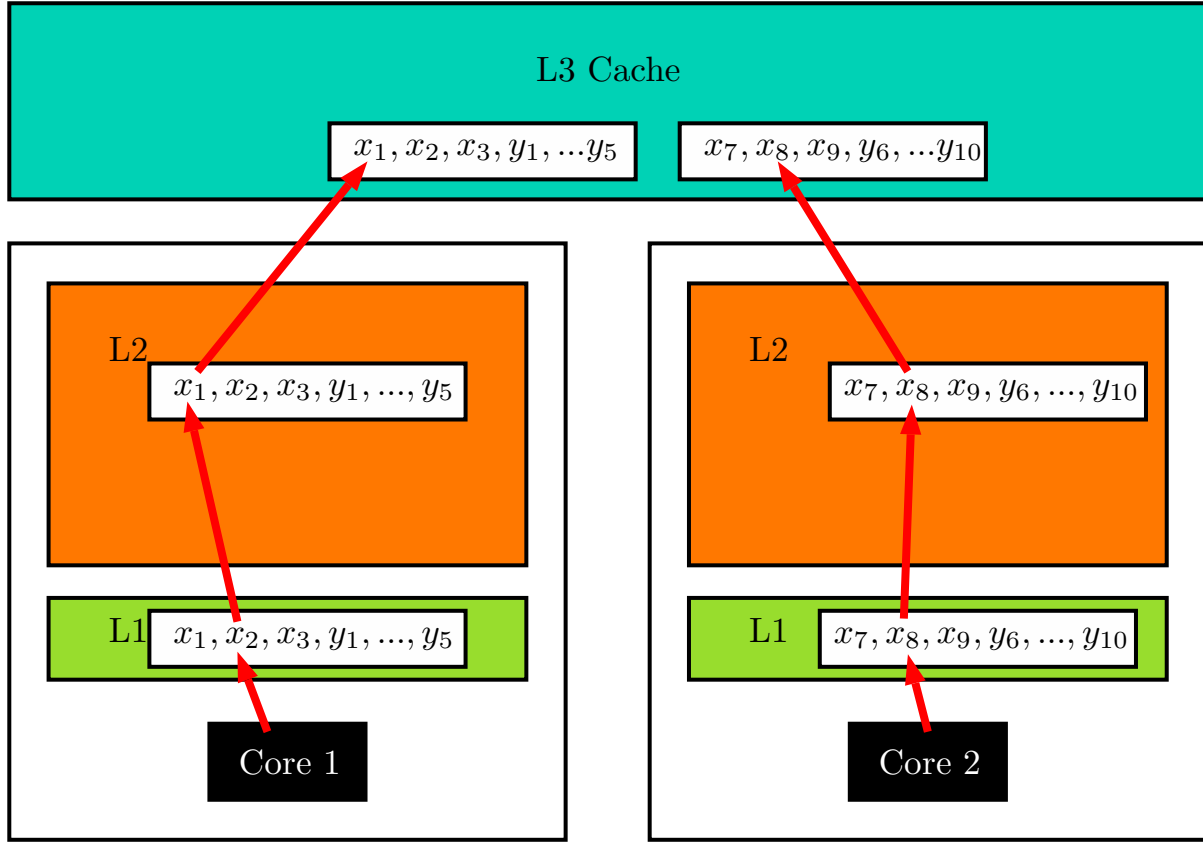 L3 Cache
x₁, x₂, x₃, y₁, ...y₅
x₇, x₈, x₉, y₆, ...y₁₀
L2
x₁, x₂, x₃, y₁, ..., y₅
L2
x₇, x₈, x₉, y₆, ..., y₁₀
L1
x₁, x₂, x₃, y₁, ..., y₅
L1
x₇, x₈, x₉, y₆, ..., y₁₀
Core 1
Core 2